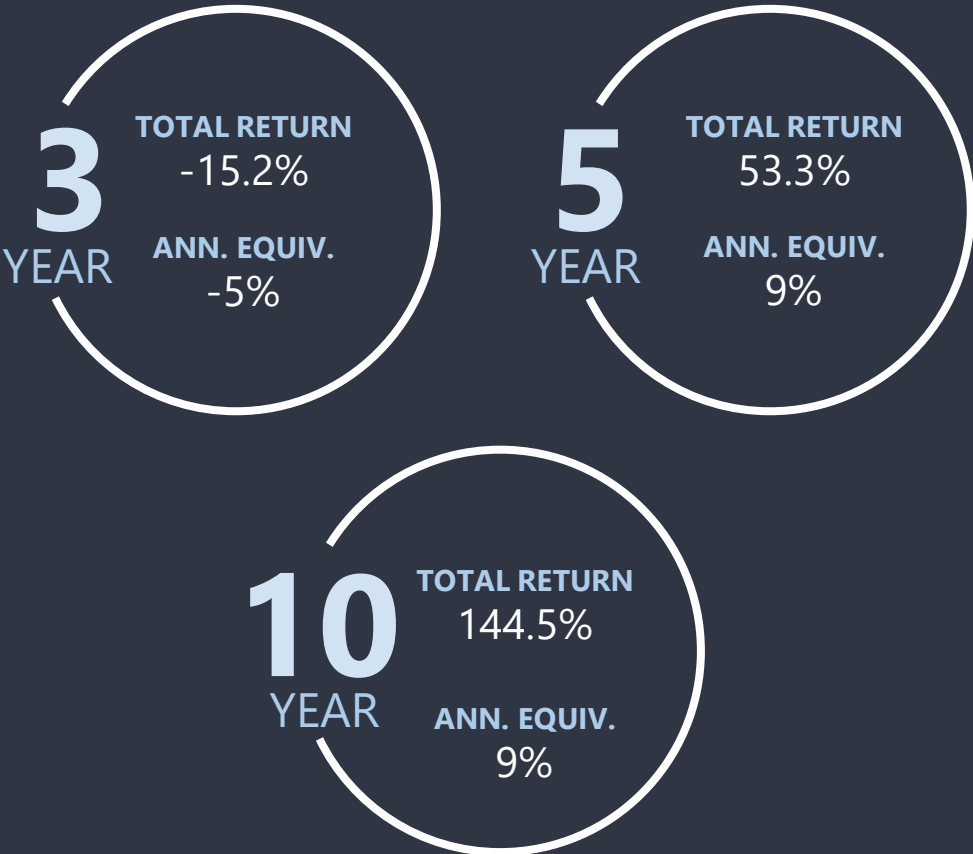 3
YEAR
TOTAL RETURN
-15.2%
ANN. EQUIV.
-5%
5
YEAR
TOTAL RETURN
53.3%
ANN. EQUIV.
9%
10
YEAR
TOTAL RETURN
144.5%
ANN. EQUIV.
9%